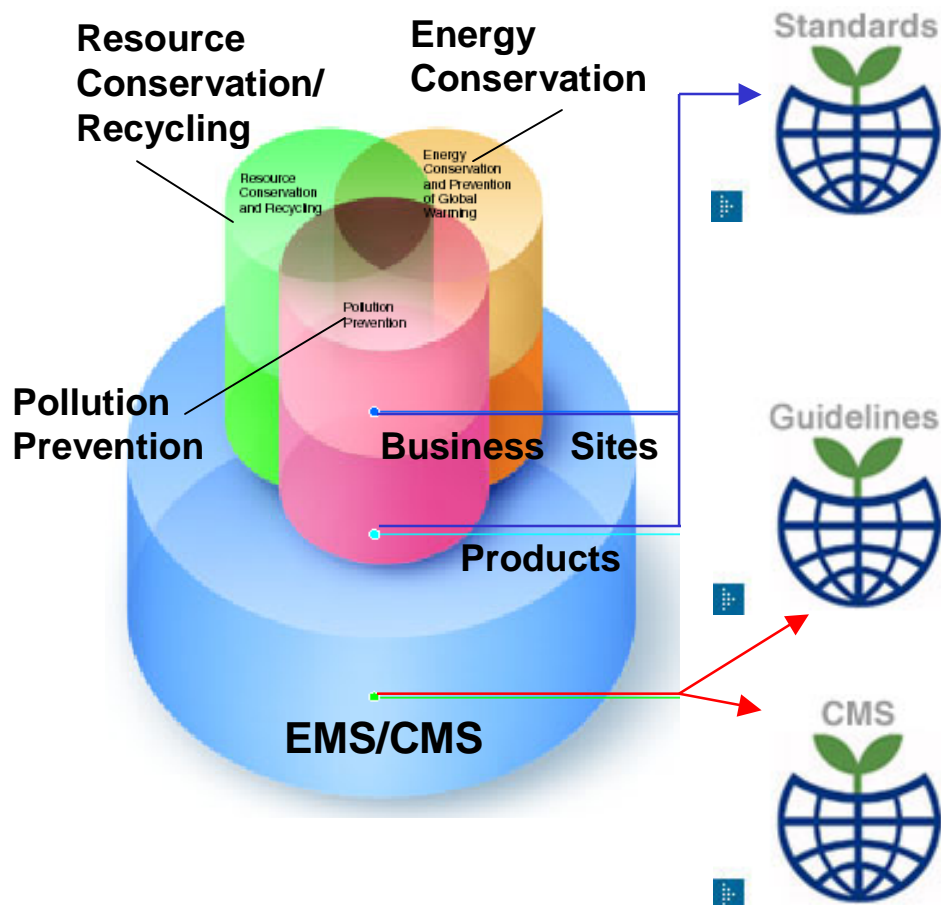 Resource
Conservation/
Recycling
Energy
Conservation
Standards
Resource
Conservation
and Recycling
Energy
Conservation
and Prevention
of Global
Warming
Pollution
Prevention
Pollution
Prevention
Business Sites
Products
Guidelines
EMS/CMS
CMS